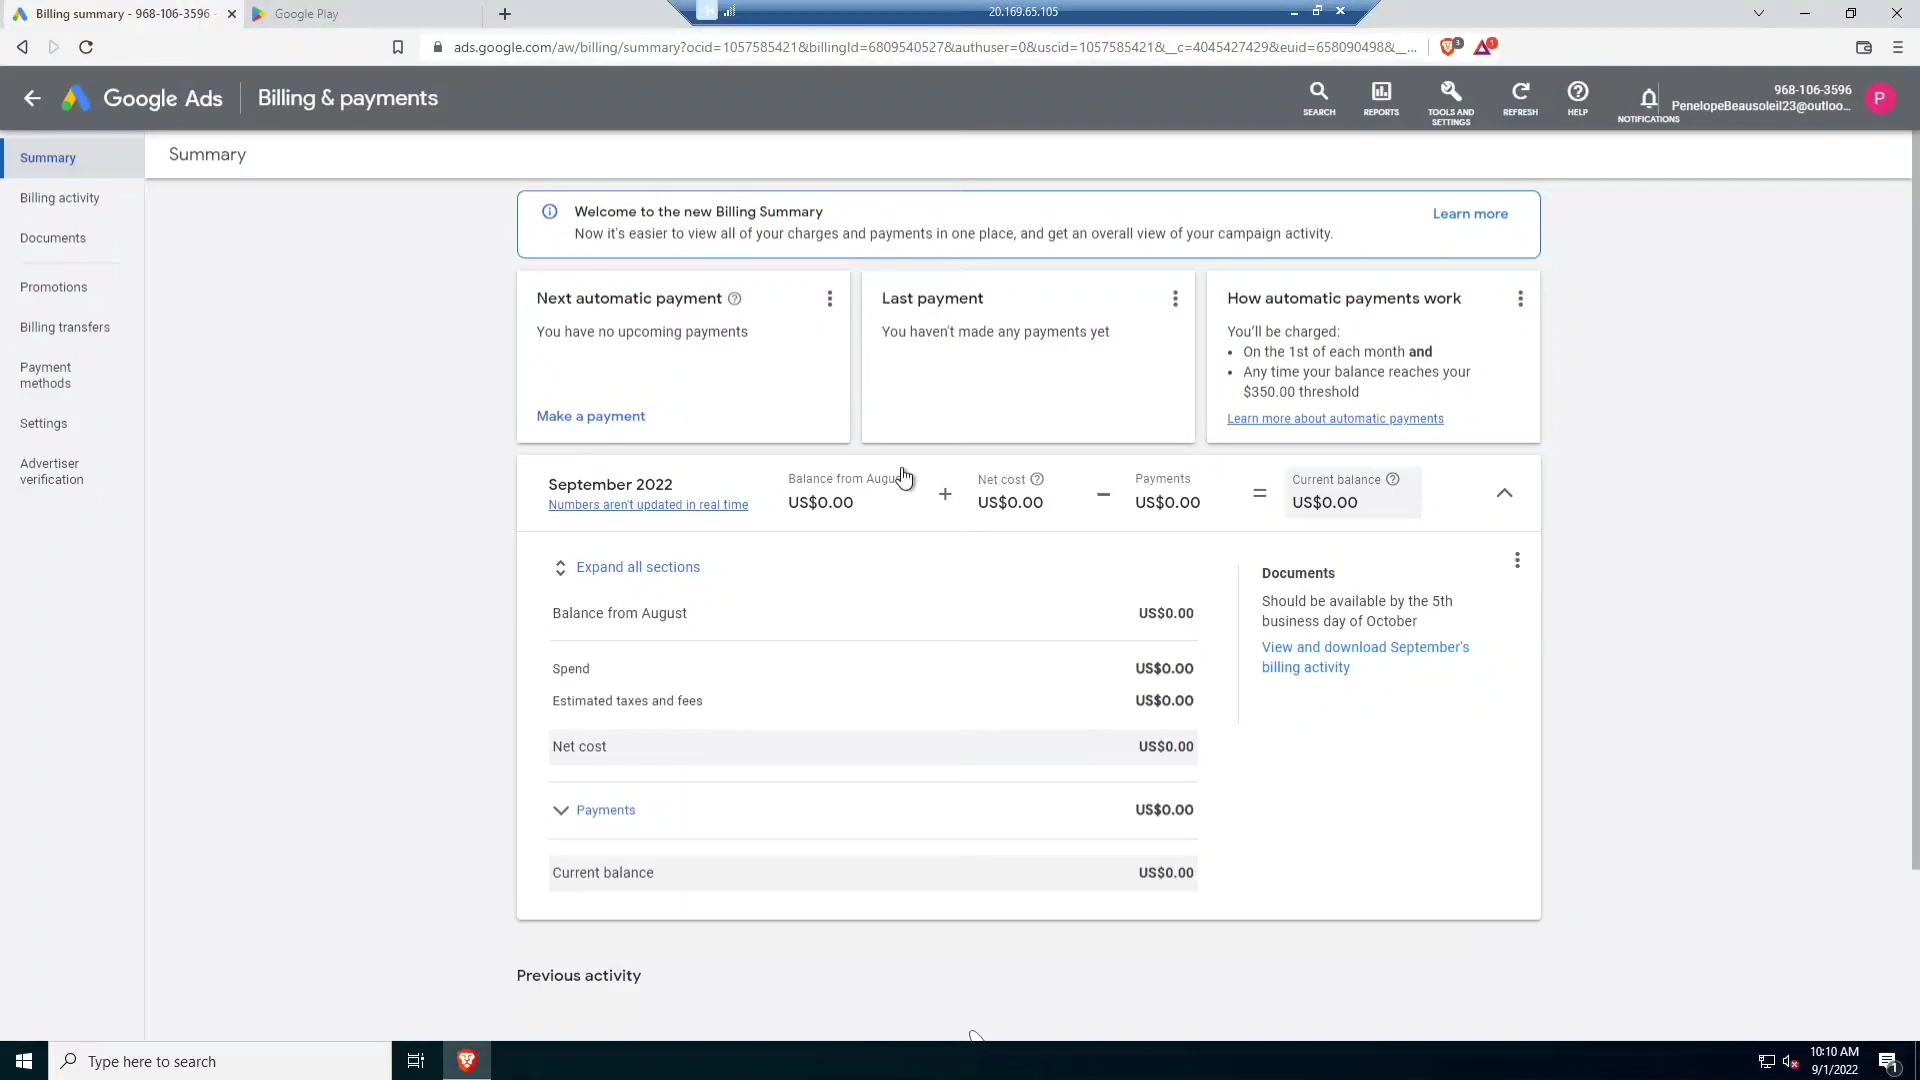 Billing summary - 968-106-3596
Google Play
20.169.65.105
ads.google.com/aw/billing/summary?ocid=1057585421&billingId=6809540527&authuser=0&uscid=1057585421&__c=4045427429&euid=658090498&__...
3
1
Google Ads
Billing & payments
SEARCH
REPORTS
TOOLS AND
SETTINGS
REFRESH
HELP
NOTIFICATIONS
968-106-3596
PenelopeBeausoleil23@outloo...
P
Summary
Billing activity
Documents
Promotions
Billing transfers
Payment
methods
Settings
Advertiser
verification
Summary
Welcome to the new Billing Summary
Now it's easier to view all of your charges and payments in one place, and get an overall view of your campaign activity.
Learn more
Next automatic payment
You have no upcoming payments
Make a payment
Last payment
You haven't made any payments yet
How automatic payments work
You'll be charged:
• On the 1st of each month and
• Any time your balance reaches your
$350.00 threshold
Learn more about automatic payments
September 2022
Numbers aren't updated in real time
Balance from August
US$0.00
+
Net cost
US$0.00
−
Payments
US$0.00
=
Current balance
US$0.00
Expand all sections
Balance from August US$0.00
Spend US$0.00
Estimated taxes and fees US$0.00
Net cost US$0.00
Payments US$0.00
Current balance US$0.00
Documents
Should be available by the 5th
business day of October
View and download September's
billing activity
Previous activity
Type here to search
10:10 AM
9/1/2022
1